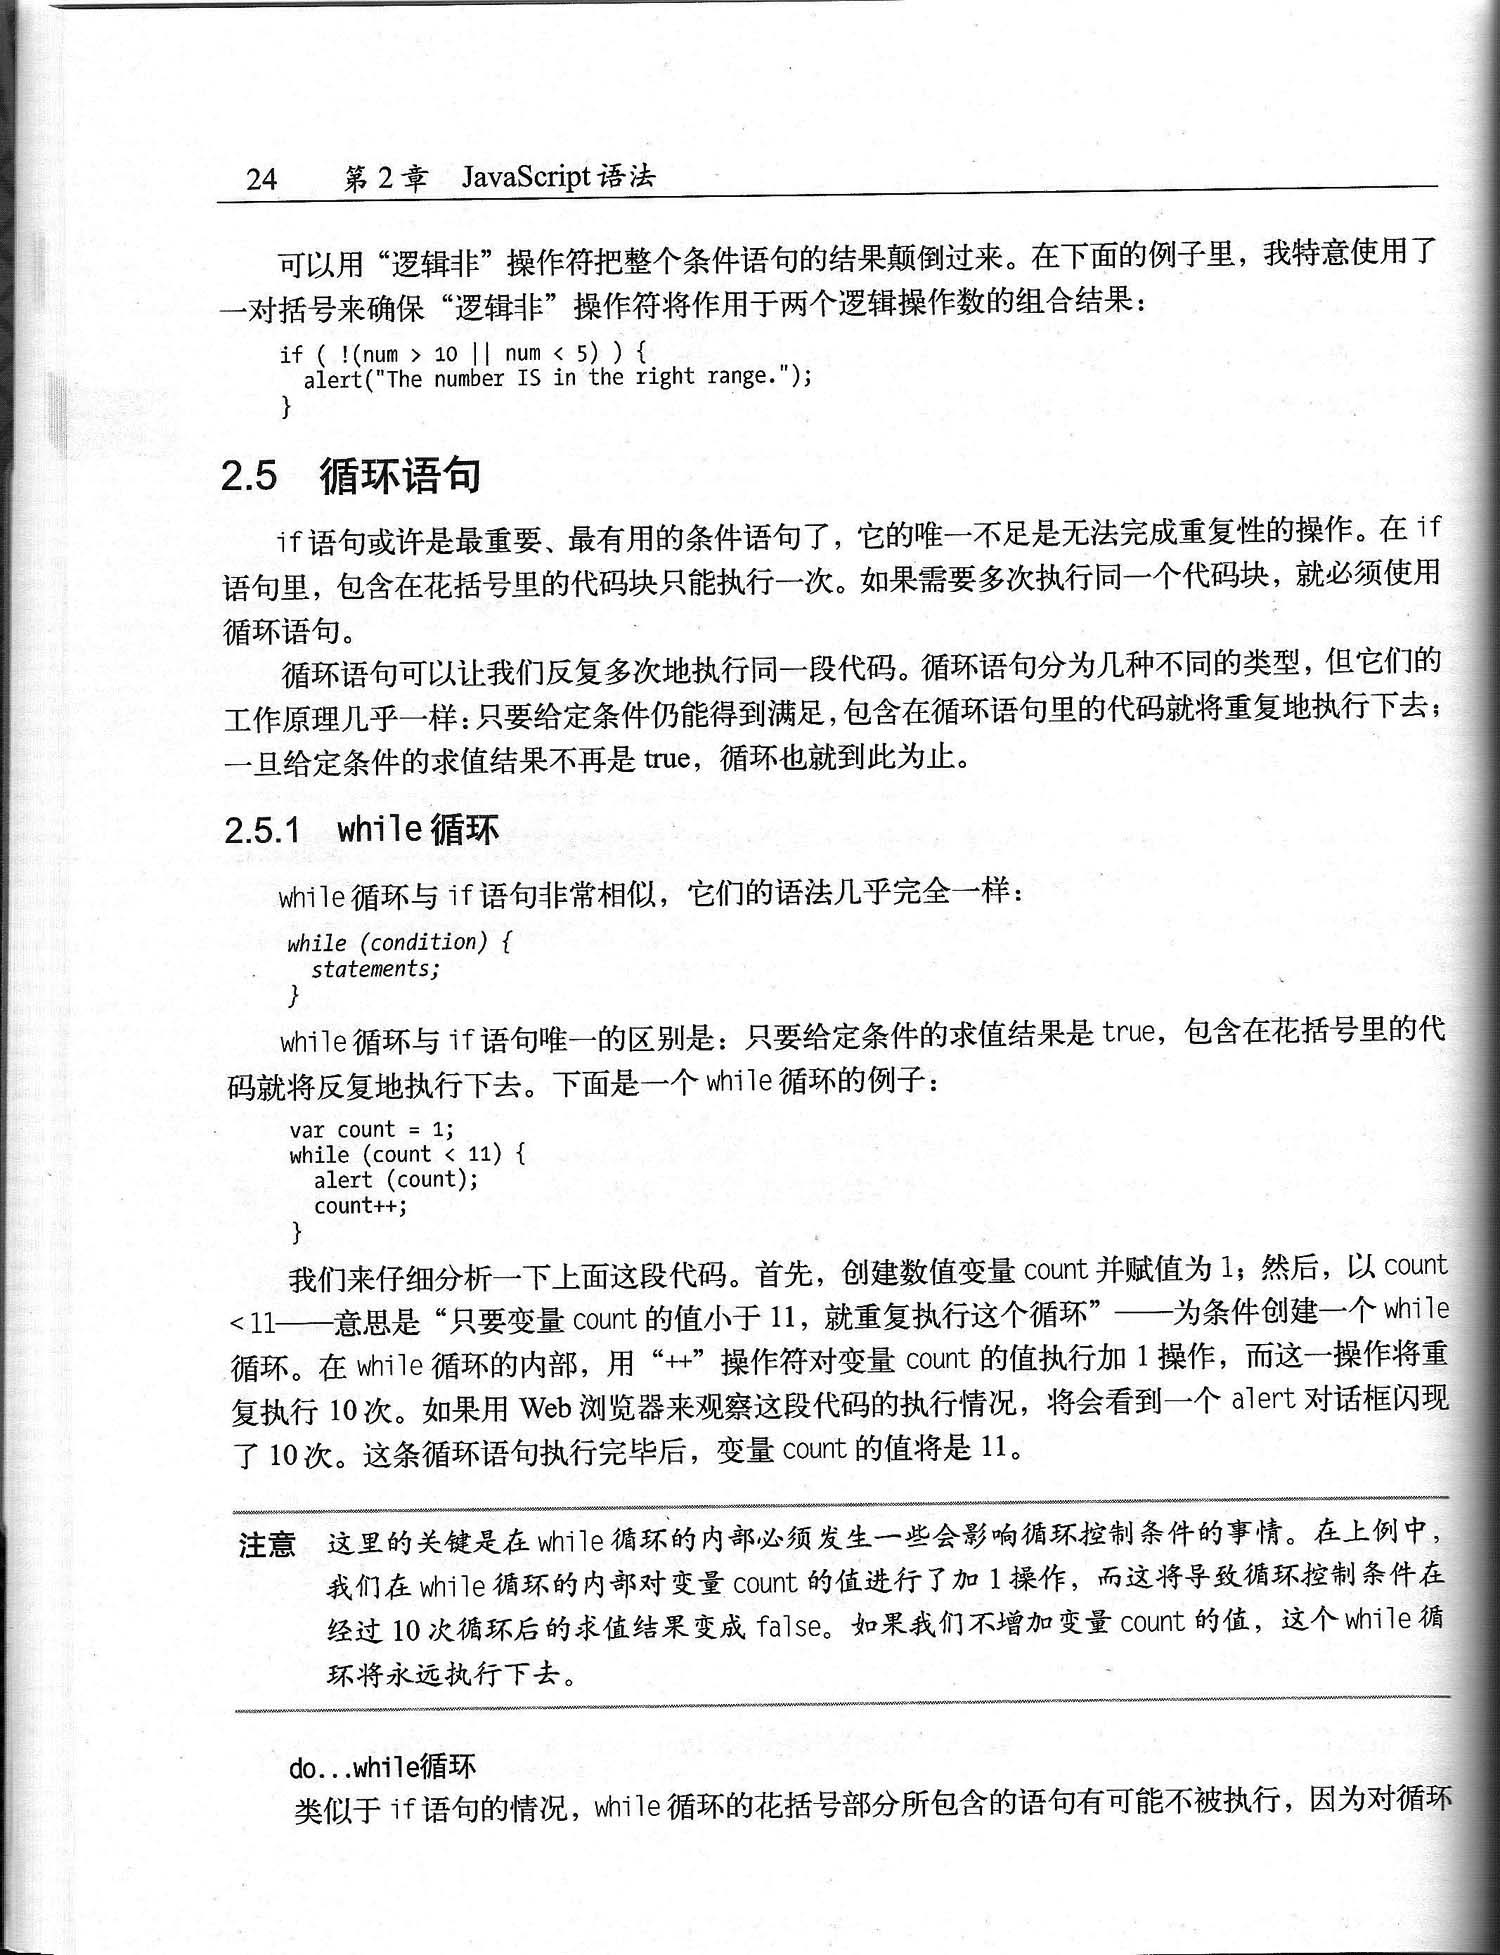 24 第 2 章 JavaScript 语法
可以用“逻辑非”操作符把整个条件语句的结果颠倒过来。在下面的例子里，我特意使用了
一对括号来确保“逻辑非”操作符将作用于两个逻辑操作数的组合结果：
if ( !(num > 10 || num < 5) ) {
alert("The number IS in the right range.");
}
2.5 循环语句
if 语句或许是最重要、最有用的条件语句了，它的唯一不足是无法完成重复性的操作。在 if
语句里，包含在花括号里的代码块只能执行一次。如果需要多次执行同一个代码块，就必须使用
循环语句。
循环语句可以让我们反复多次地执行同一段代码。循环语句分为几种不同的类型，但它们的
工作原理几乎一样：只要给定条件仍能得到满足，包含在循环语句里的代码就将重复地执行下去；
一旦给定条件的求值结果不再是 true，循环也就到此为止。
2.5.1 while 循环
while 循环与 if 语句非常相似，它们的语法几乎完全一样：
while (condition) {
statements;
}
while 循环与 if 语句唯一的区别是：只要给定条件的求值结果是 true，包含在花括号里的代
码就将反复地执行下去。下面是一个 while 循环的例子：
var count = 1;
while (count < 11) {
alert (count);
count++;
}
我们来仔细分析一下上面这段代码。首先，创建数值变量 count 并赋值为 1；然后，以 count
< 11——意思是“只要变量 count 的值小于 11，就重复执行这个循环”——为条件创建一个 while
循环。在 while 循环的内部，用“++”操作符对变量 count 的值执行加 1 操作，而这一操作将重
复执行 10 次。如果用 Web 浏览器来观察这段代码的执行情况，将会看到一个 alert 对话框闪现
了 10 次。这条循环语句执行完毕后，变量 count 的值将是 11。
注意 这里的关键是在 while 循环的内部必须发生一些会影响循环控制条件的事情。在上例中，
我们在 while 循环的内部对变量 count 的值进行了加 1 操作，而这将导致循环控制条件在
经过 10 次循环后的求值结果变成 false。如果我们不增加变量 count 的值，这个 while 循
环将永远执行下去。
do...while循环
类似于 if 语句的情况，while 循环的花括号部分所包含的语句有可能不被执行，因为对循环